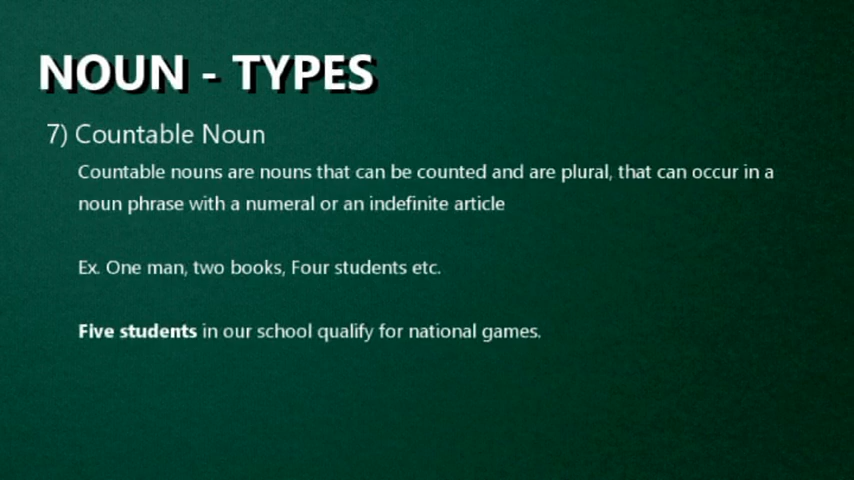 NOUN - TYPES
7) Countable Noun
Countable nouns are nouns that can be counted and are plural, that can occur in a
noun phrase with a numeral or an indefinite article
Ex. One man, two books, Four students etc.
Five students in our school qualify for national games.